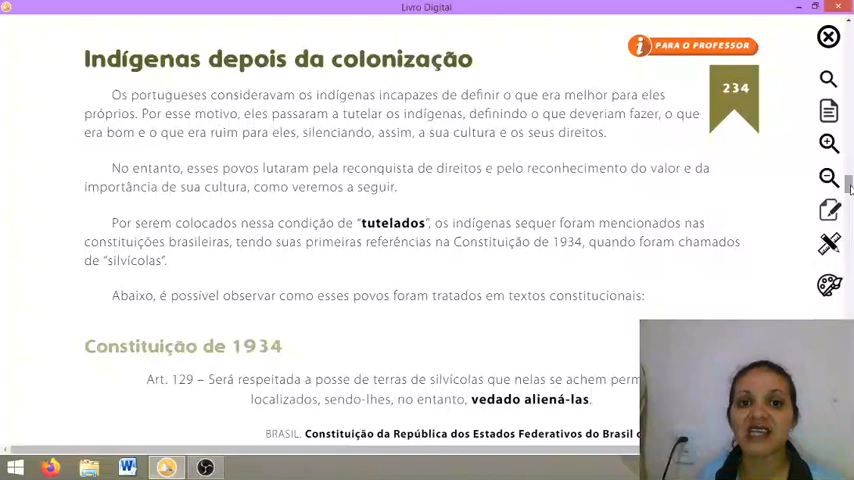 Livro Digital
Indígenas depois da colonização
i PARA O PROFESSOR
234
Os portugueses consideravam os indígenas incapazes de definir o que era melhor para eles
próprios. Por esse motivo, eles passaram a tutelar os indígenas, definindo o que deveriam fazer, o que
era bom e o que era ruim para eles, silenciando, assim, a sua cultura e os seus direitos.
No entanto, esses povos lutaram pela reconquista de direitos e pelo reconhecimento do valor e da
importância de sua cultura, como veremos a seguir.
Por serem colocados nessa condição de “tutelados”, os indígenas sequer foram mencionados nas
constituições brasileiras, tendo suas primeiras referências na Constituição de 1934, quando foram chamados
de “silvícolas”.
Abaixo, é possível observar como esses povos foram tratados em textos constitucionais:
Constituição de 1934
Art. 129 – Será respeitada a posse de terras de silvícolas que nelas se achem perm
localizados, sendo-lhes, no entanto, vedado aliená-las.
BRASIL. Constituição da República dos Estados Federativos do Brasil